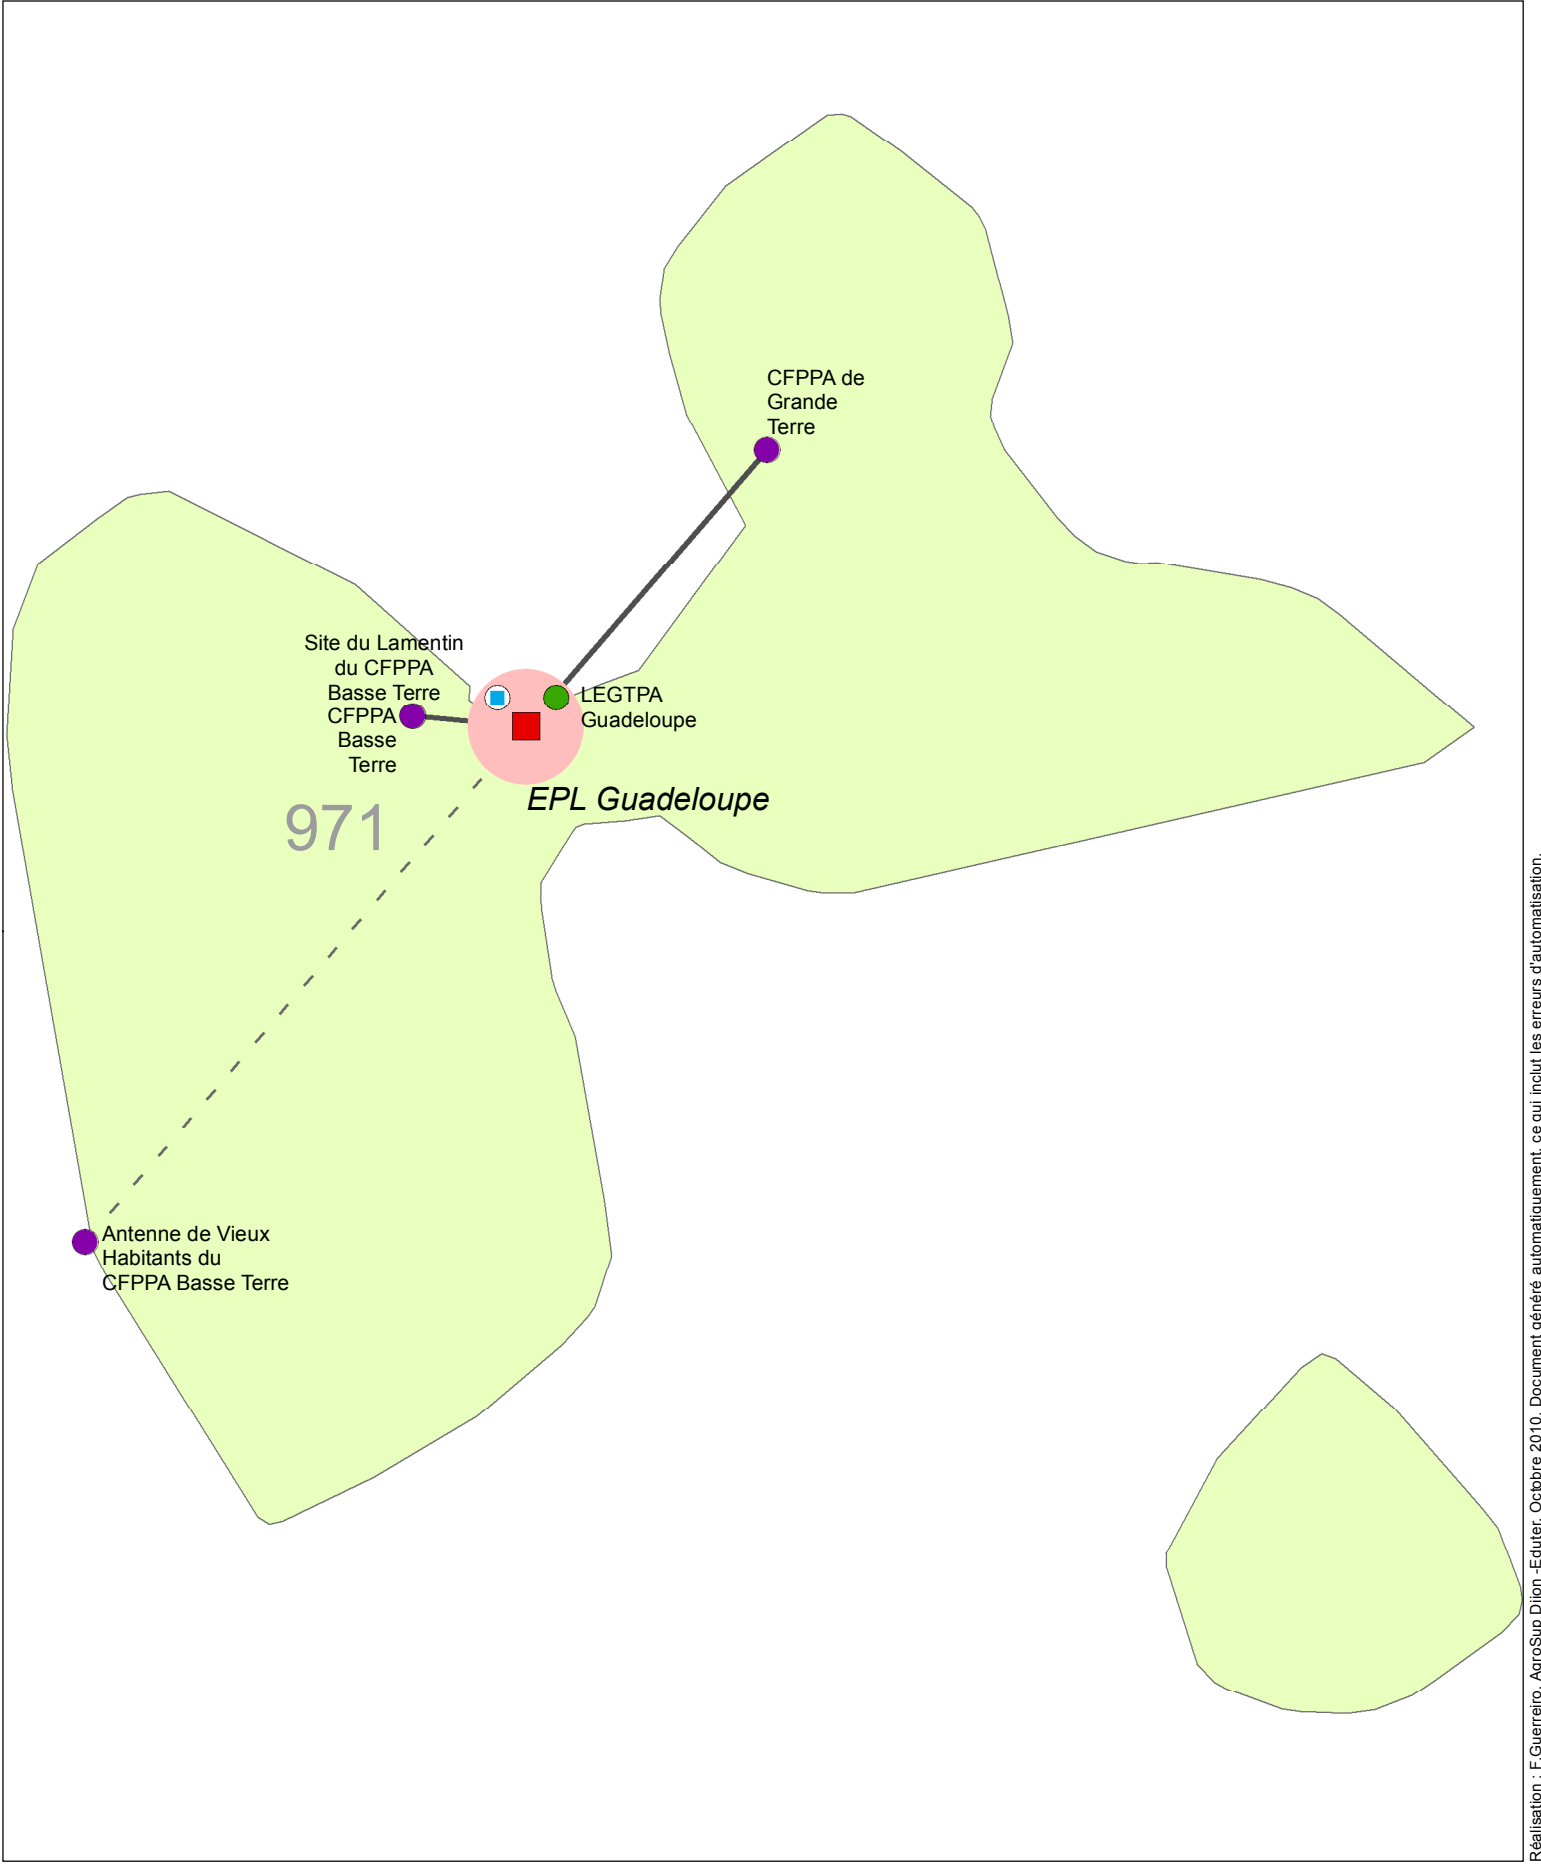 CFPPA de
Grande
Terre
Site du Lamentin
du CFPPA
Basse Terre
CFPPA
Basse
Terre
LEGTPA
Guadeloupe
EPL Guadeloupe
971
Antenne de Vieux
Habitants du
CFPPA Basse Terre
Réalisation : F.Guerreiro, AgroSup Dijon -Eduter, Octobre 2010. Document généré automatiquement, ce qui inclut les erreurs d'automatisation.